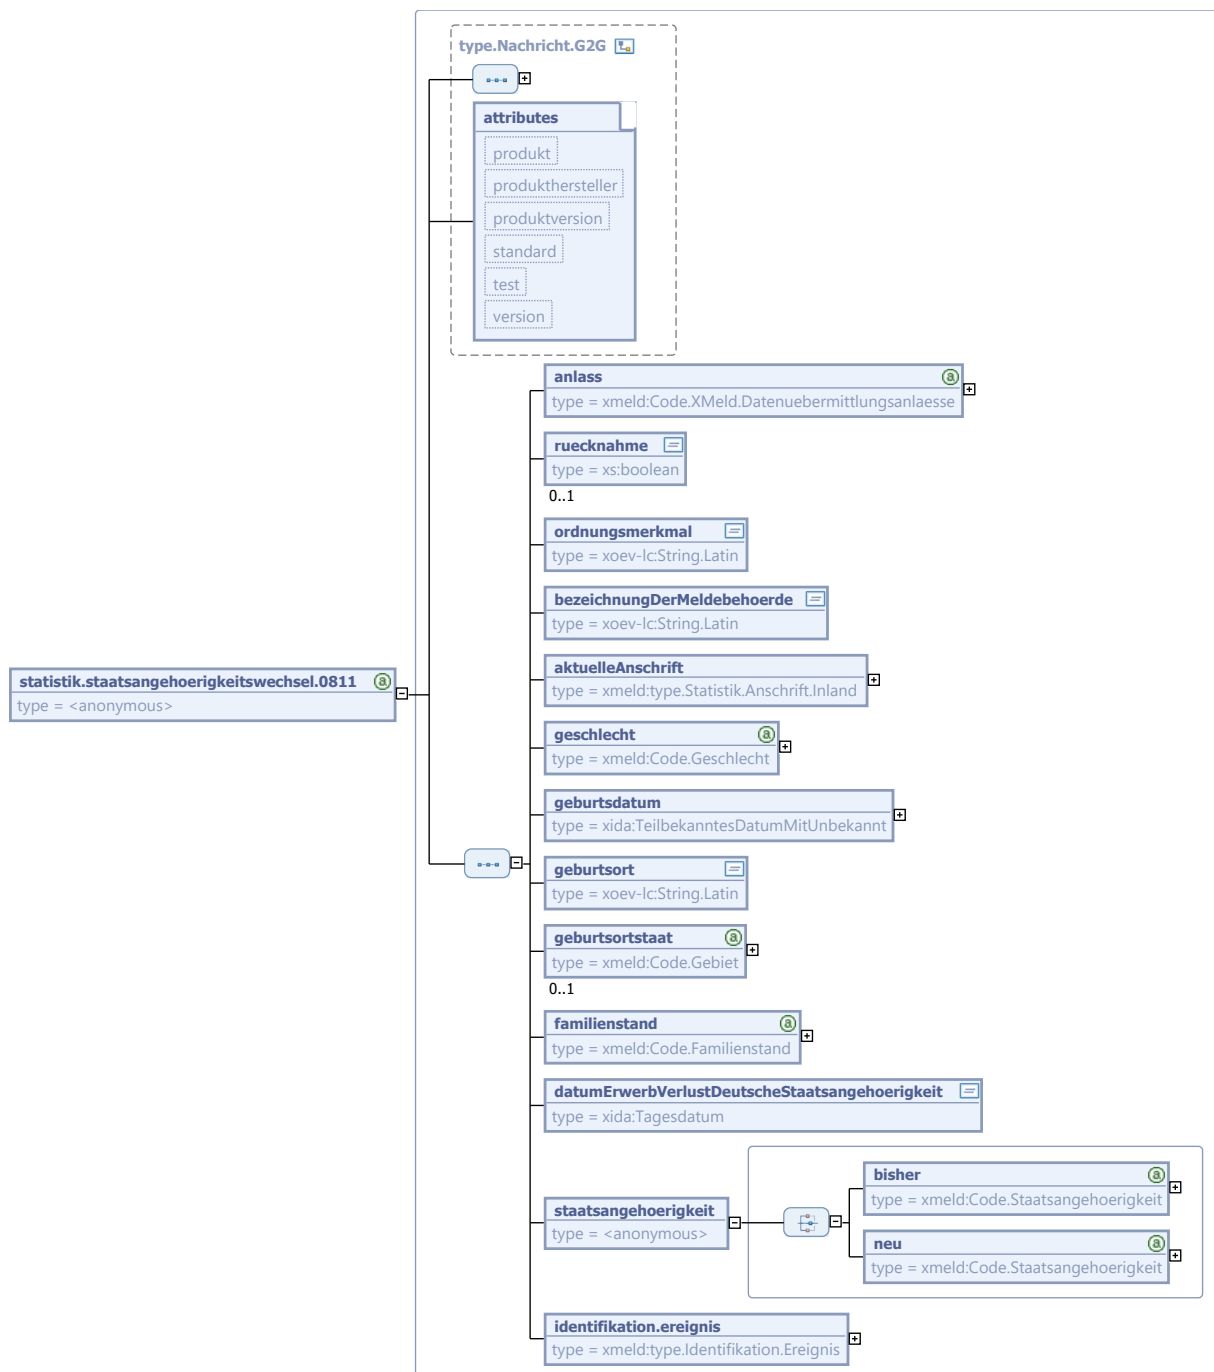 type.Nachricht.G2G
attributes
produkt
produkthersteller
produktversion
standard
test
version
anlass
type = xmeld:Code.XMeld.Datenuebermittlungsanlaesse
ruecknahme
type = xs:boolean
0..1
ordnungsmerkmal
type = xoev-lc:String.Latin
bezeichnungDerMeldebehoerde
type = xoev-lc:String.Latin
aktuelleAnschrift
type = xmeld:type.Statistik.Anschrift.Inland
statistik.staatsangehoerigkeitswechsel.0811
type = <anonymous>
geschlecht
type = xmeld:Code.Geschlecht
geburtsdatum
type = xida:TeilbekanntesDatumMitUnbekannt
geburtsort
type = xoev-lc:String.Latin
geburtsortstaat
type = xmeld:Code.Gebiet
0..1
familienstand
type = xmeld:Code.Familienstand
datumErwerbVerlustDeutscheStaatsangehoerigkeit
type = xida:Tagesdatum
staatsangehoerigkeit
type = <anonymous>
bisher
type = xmeld:Code.Staatsangehoerigkeit
neu
type = xmeld:Code.Staatsangehoerigkeit
identifikation.ereignis
type = xmeld:type.Identifikation.Ereignis